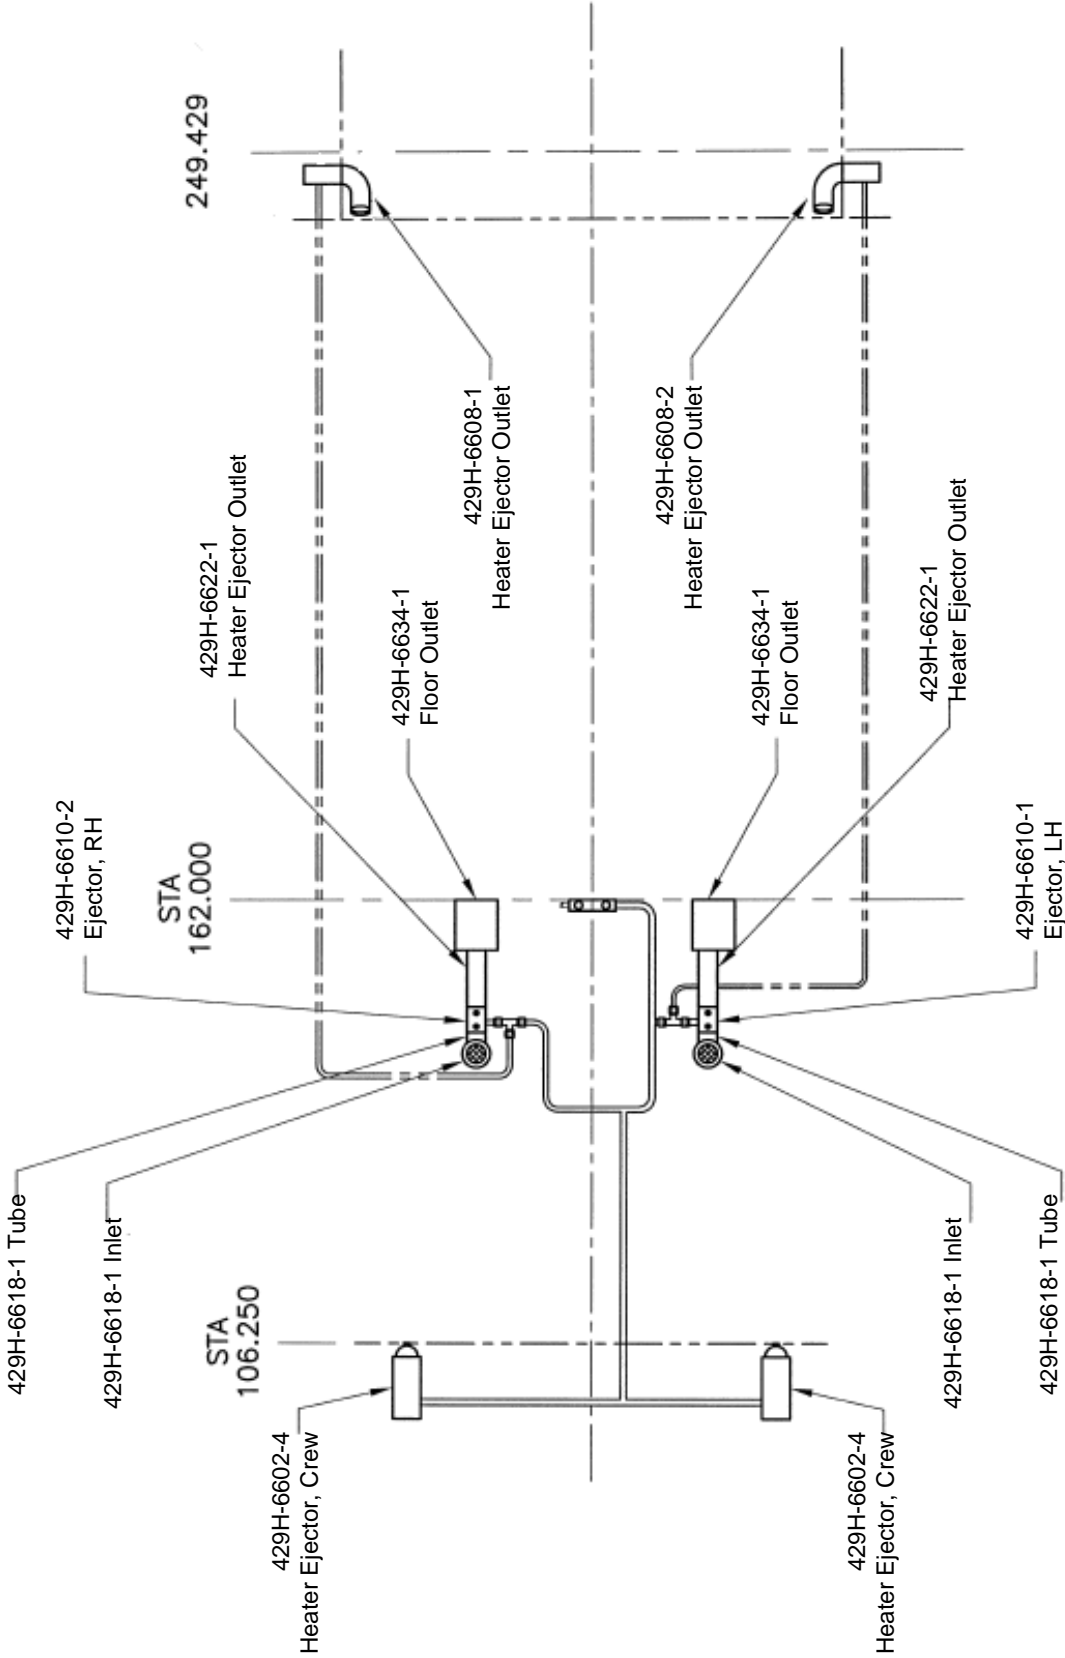 429H-6618-1 Tube
429H-6618-1 Inlet
429H-6610-2
Ejector, RH
STA
162.000
429H-6622-1
Heater Ejector Outlet
249.429
STA
106.250
429H-6602-4
Heater Ejector, Crew
429H-6634-1
Floor Outlet
429H-6608-1
Heater Ejector Outlet
429H-6608-2
Heater Ejector Outlet
429H-6634-1
Floor Outlet
429H-6602-4
Heater Ejector, Crew
429H-6622-1
Heater Ejector Outlet
429H-6618-1 Inlet
429H-6610-1
Ejector, LH
429H-6618-1 Tube